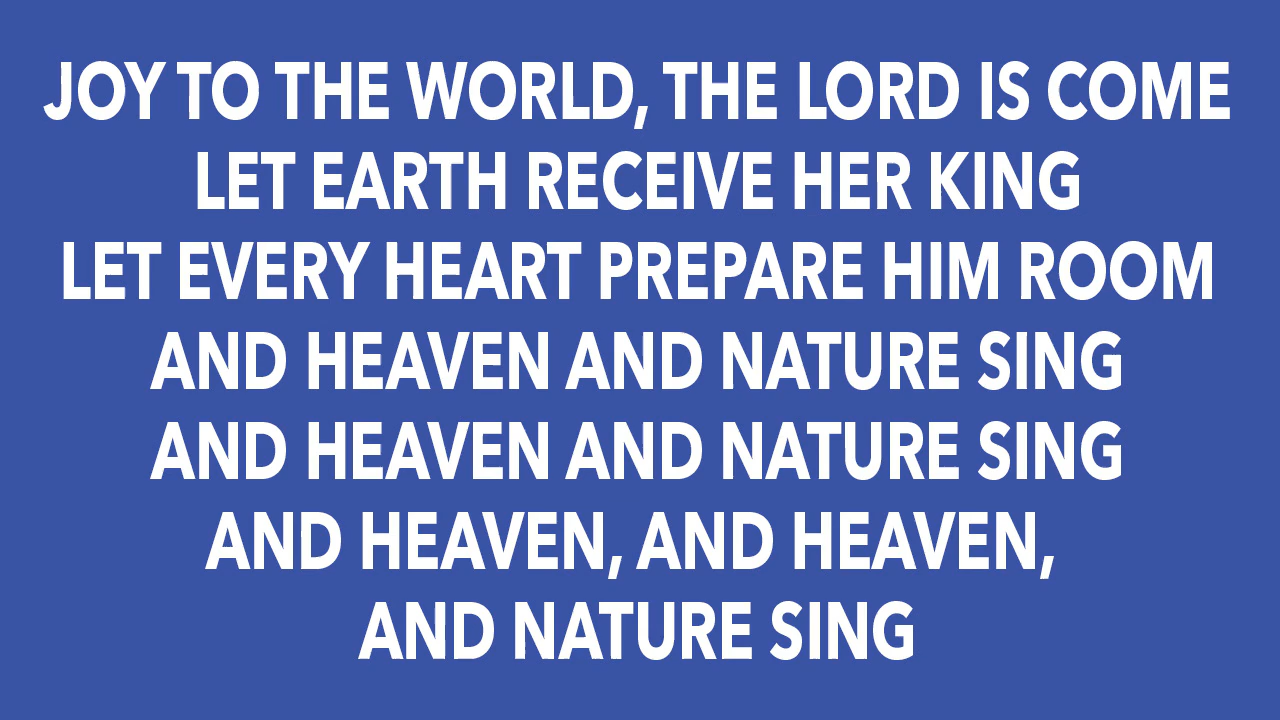 JOY TO THE WORLD, THE LORD IS COME
LET EARTH RECEIVE HER KING
LET EVERY HEART PREPARE HIM ROOM
AND HEAVEN AND NATURE SING
AND HEAVEN AND NATURE SING
AND HEAVEN, AND HEAVEN,
AND NATURE SING